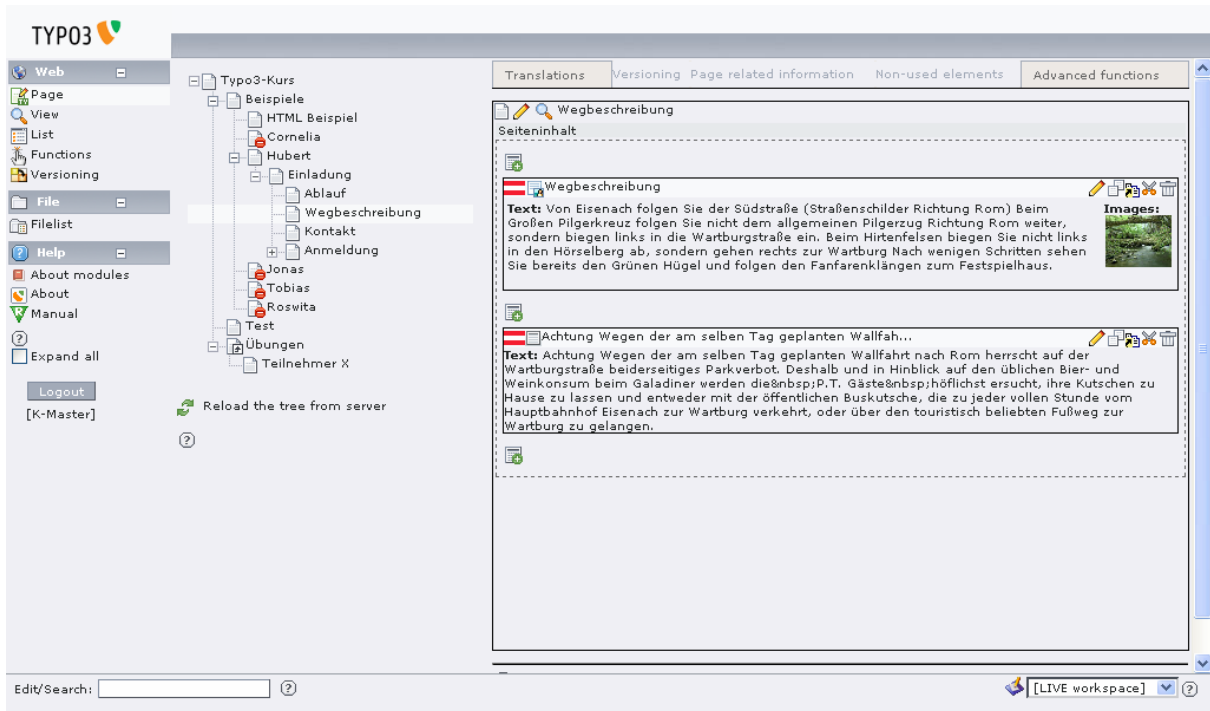 TYPO3
Web
Page
View
List
Functions
Versioning
File
Filelist
Help
About modules
About
Manual
Expand all
Logout
[K-Master]
Typo3-Kurs
Beispiele
HTML Beispiel
Cornelia
Hubert
Einladung
Ablauf
Wegbeschreibung
Kontakt
Anmeldung
Jonas
Tobias
Roswita
Test
Übungen
Teilnehmer X
Reload the tree from server
Translations Versioning Page related information Non-used elements Advanced functions
Wegbeschreibung
Seiteninhalt
Wegbeschreibung
Text: Von Eisenach folgen Sie der Südstraße (Straßenschilder Richtung Rom) Beim
Großen Pilgerkreuz folgen Sie nicht dem allgemeinen Pilgerzug Richtung Rom weiter,
sondern biegen links in die Wartburgstraße ein. Beim Hirtenfelsen biegen Sie nicht links
in den Hörselberg ab, sondern gehen rechts zur Wartburg Nach wenigen Schritten sehen
Sie bereits den Grünen Hügel und folgen den Fanfarenklängen zum Festspielhaus.
Images:
Achtung Wegen der am selben Tag geplanten Wallfah...
Text: Achtung Wegen der am selben Tag geplanten Wallfahrt nach Rom herrscht auf der
Wartburgstraße beiderseitiges Parkverbot. Deshalb und in Hinblick auf den üblichen Bier- und
Weinkonsum beim Galadiner werden die&nbsp;P.T. Gäste&nbsp;höflichst ersucht, ihre Kutschen zu
Hause zu lassen und entweder mit der öffentlichen Buskutsche, die zu jeder vollen Stunde vom
Hauptbahnhof Eisenach zur Wartburg verkehrt, oder über den touristisch beliebten Fußweg zur
Wartburg zu gelangen.
Edit/Search:
[LIVE workspace]